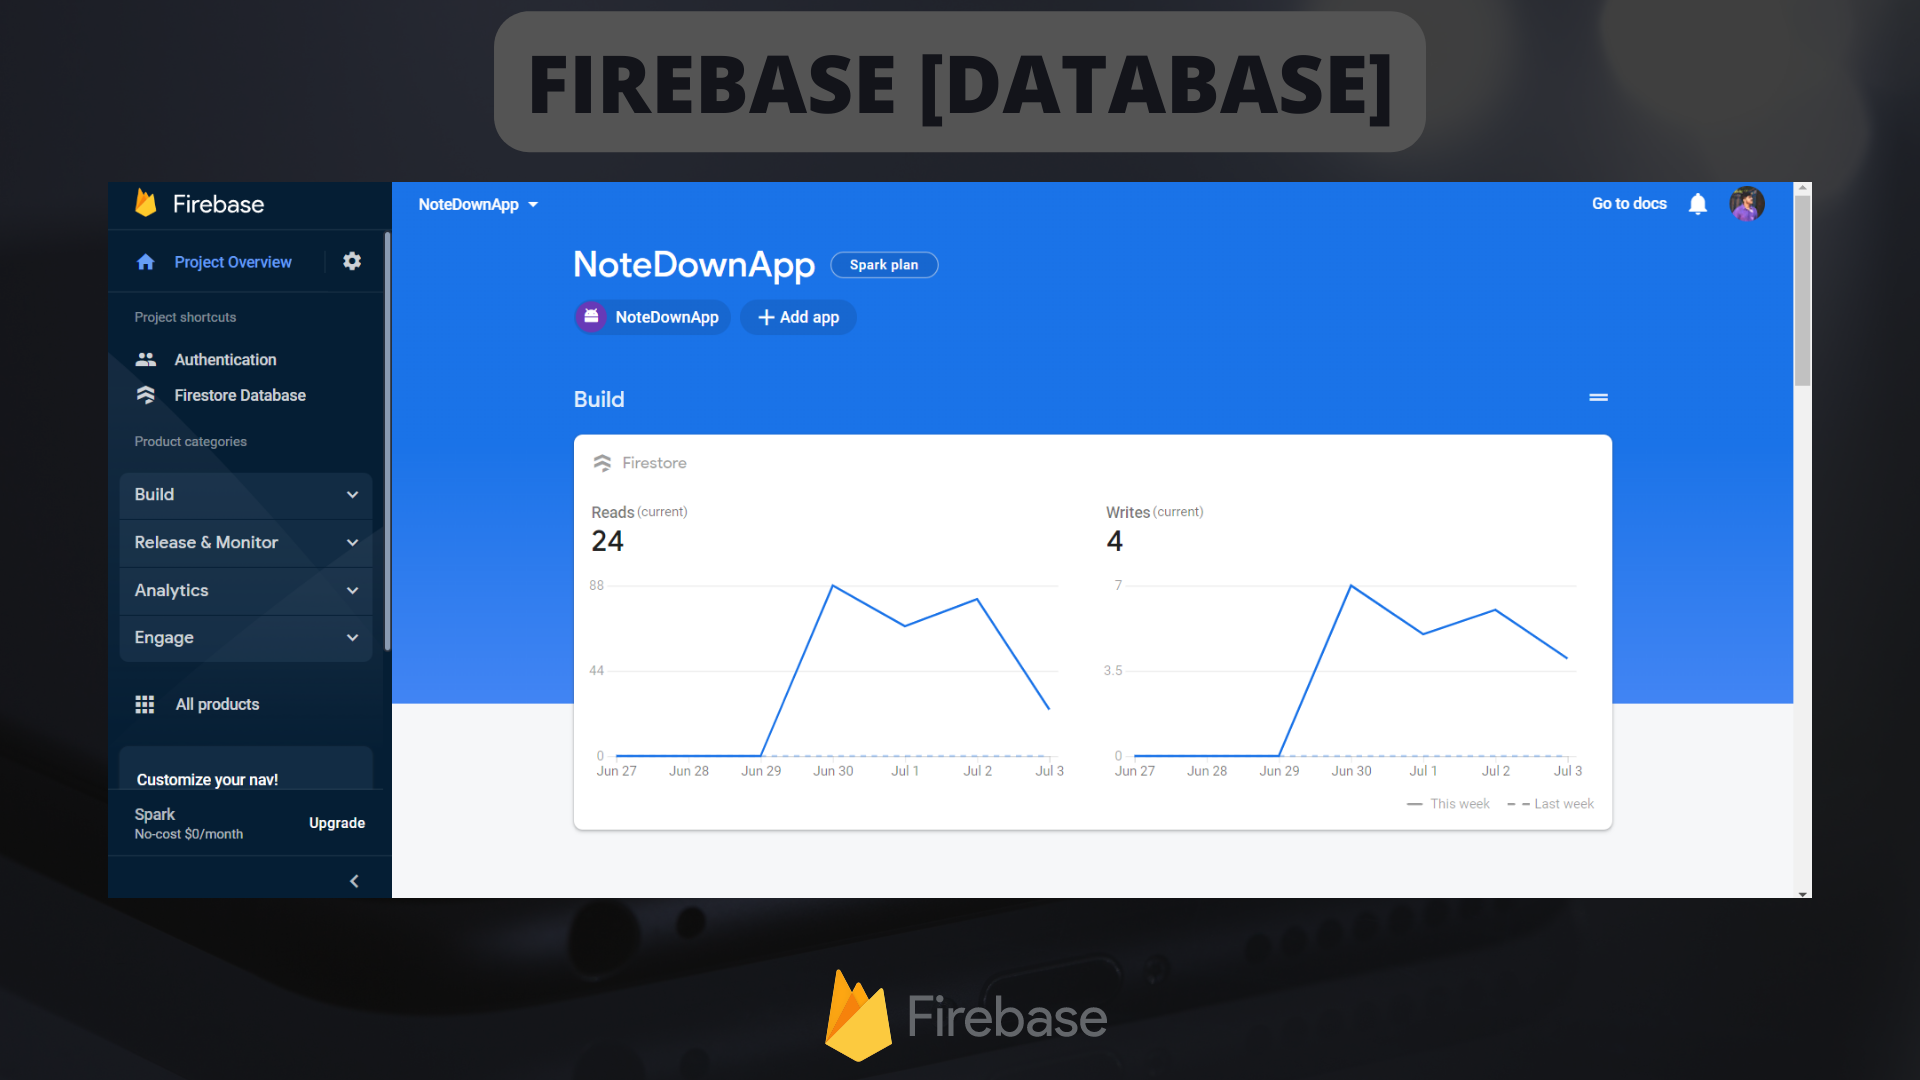 FIREBASE [DATABASE]
Firebase
NoteDownApp
Go to docs
Project Overview
Project shortcuts
Authentication
Firestore Database
Product categories
Build
Release & Monitor
Analytics
Engage
All products
Customize your nav!
Spark
No-cost $0/month
Upgrade
NoteDownApp
Spark plan
NoteDownApp
Add app
Build
Firestore
Reads (current)
24
88
44
0
Jun 27 Jun 28 Jun 29 Jun 30 Jul 1 Jul 2 Jul 3
Writes (current)
4
7
3.5
0
Jun 27 Jun 28 Jun 29 Jun 30 Jul 1 Jul 2 Jul 3
This week Last week
Firebase